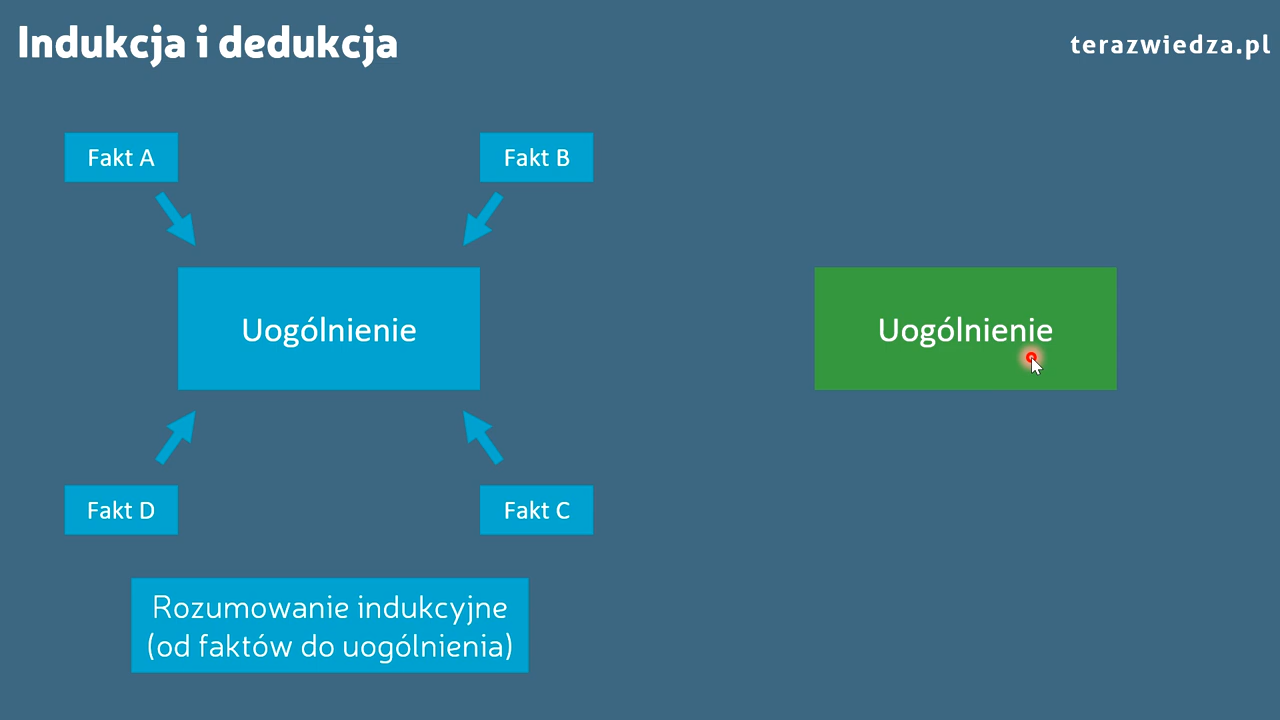 Indukcja i dedukcja
terazwiedza.pl
Fakt A
Fakt B
Uogólnienie
Uogólnienie
Fakt D
Fakt C
Rozumowanie indukcyjne
(od faktów do uogólnienia)